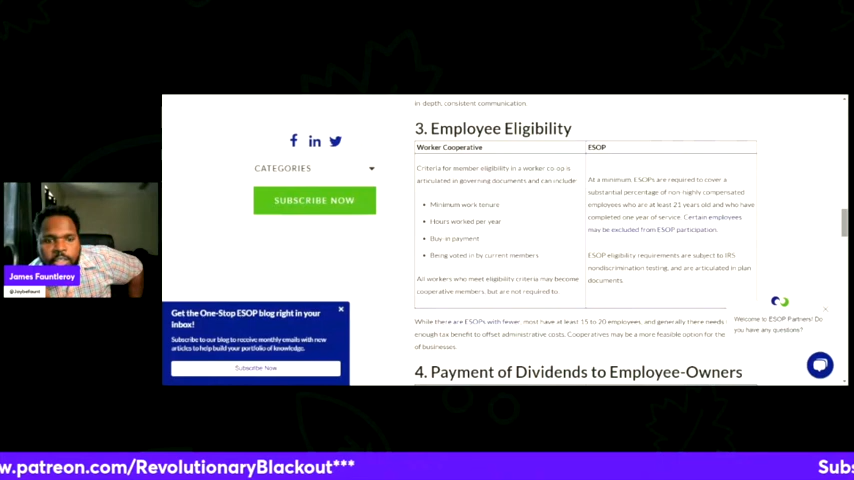 in depth, consistent communication.
3. Employee Eligibility
Worker Cooperative
ESOP
Criteria for member eligibility in a worker co op is
articulated in governing documents and can include:
Minimum work tenure
Hours worked per year
Buy in payment
Being voted in by current members
All workers who meet eligibility criteria may become
cooperative members, but are not required to.
At a minimum, ESOPs are required to cover a
substantial percentage of non-highly compensated
employees who are at least 21 years old and who have
completed one year of service. Certain employees
may be excluded from ESOP participation.
ESOP eligibility requirements are subject to IRS
nondiscrimination testing, and are articulated in plan
documents.
While there are ESOPs with fewer, most have at least 15 to 20 employees, and generally there needs
enough tax benefit to offset administrative costs. Cooperatives may be a more feasible option for the
of businesses.
4. Payment of Dividends to Employee-Owners
CATEGORIES
SUBSCRIBE NOW
Get the One-Stop ESOP blog right in your
Inbox!
Subscribe to our blog to receive monthly emails with new
articles to help build your portfolio of knowledge.
Subscribe Now
Welcome to ESOP Partners! Do
you have any questions?
James Fauntleroy
w.patreon.com/RevolutionaryBlackout***
Subs